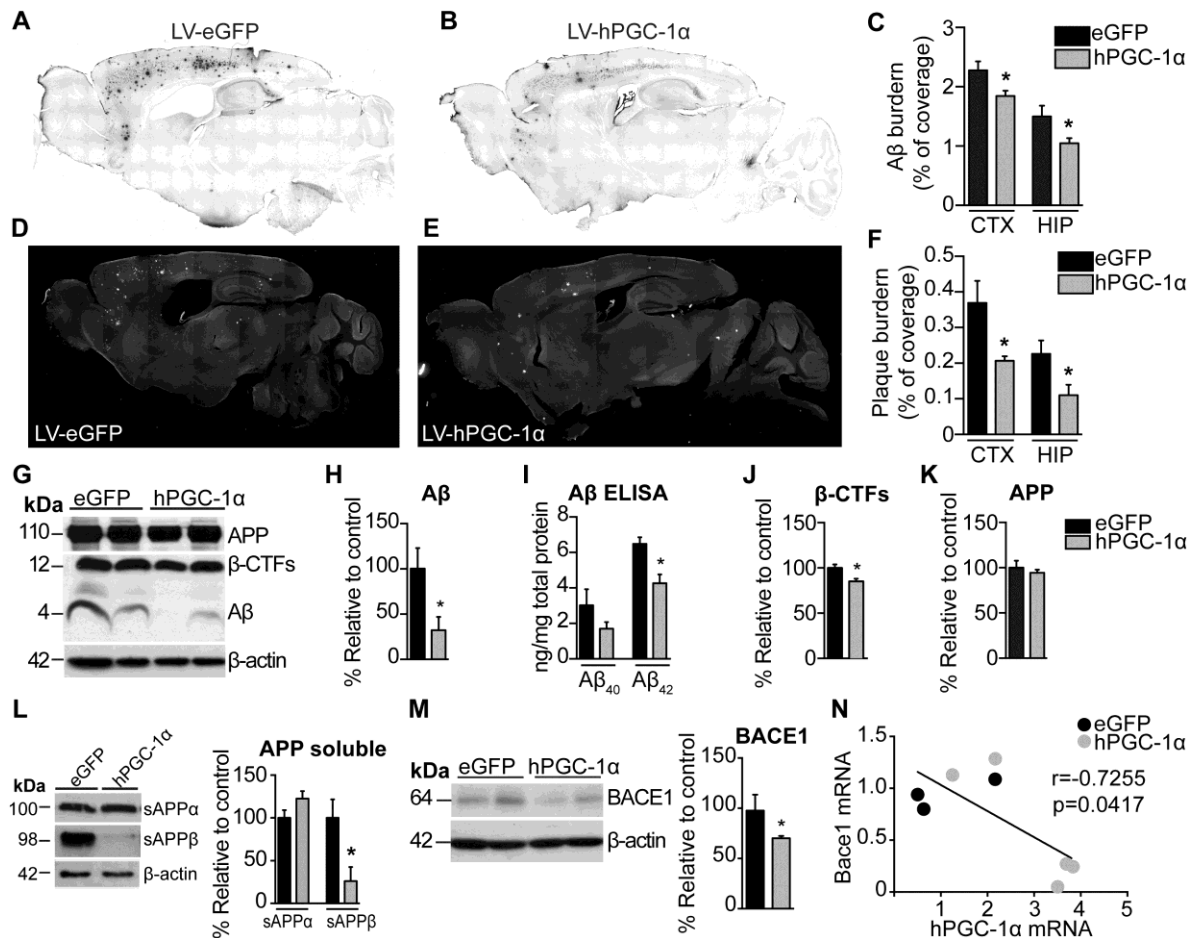 A
LV-eGFP
B
LV-hPGC-1α
C
Aβ burdern
(% of coverage)
3
2
1
0
CTX
HIP
eGFP
hPGC-1α
*
*
D
LV-eGFP
E
LV-hPGC-1α
F
Plaque burdern
(% of coverage)
0.5
0.4
0.3
0.2
0.1
0
CTX
HIP
eGFP
hPGC-1α
*
*
G
kDa
eGFP
hPGC-1α
110
APP
12
β-CTFs
4
Aβ
42
β-actin
H
Aβ
% Relative to control
150
100
50
0
*
I
Aβ ELISA
ng/mg total protein
8
6
4
2
0
Aβ40
Aβ42
*
J
β-CTFs
% Relative to control
150
100
50
0
*
K
APP
% Relative to control
150
100
50
0
eGFP
hPGC-1α
L
kDa
eGFP
hPGC-1α
100
sAPPα
98
sAPPβ
42
β-actin
APP soluble
% Relative to control
150
100
50
0
sAPPα
sAPPβ
*
M
kDa
eGFP
hPGC-1α
64
BACE1
42
β-actin
BACE1
% Relative to control
150
100
50
0
*
N
Bace1 mRNA
1.5
1.0
0.5
0.0
1
2
3
4
5
hPGC-1α mRNA
eGFP
hPGC-1α
r=-0.7255
p=0.0417